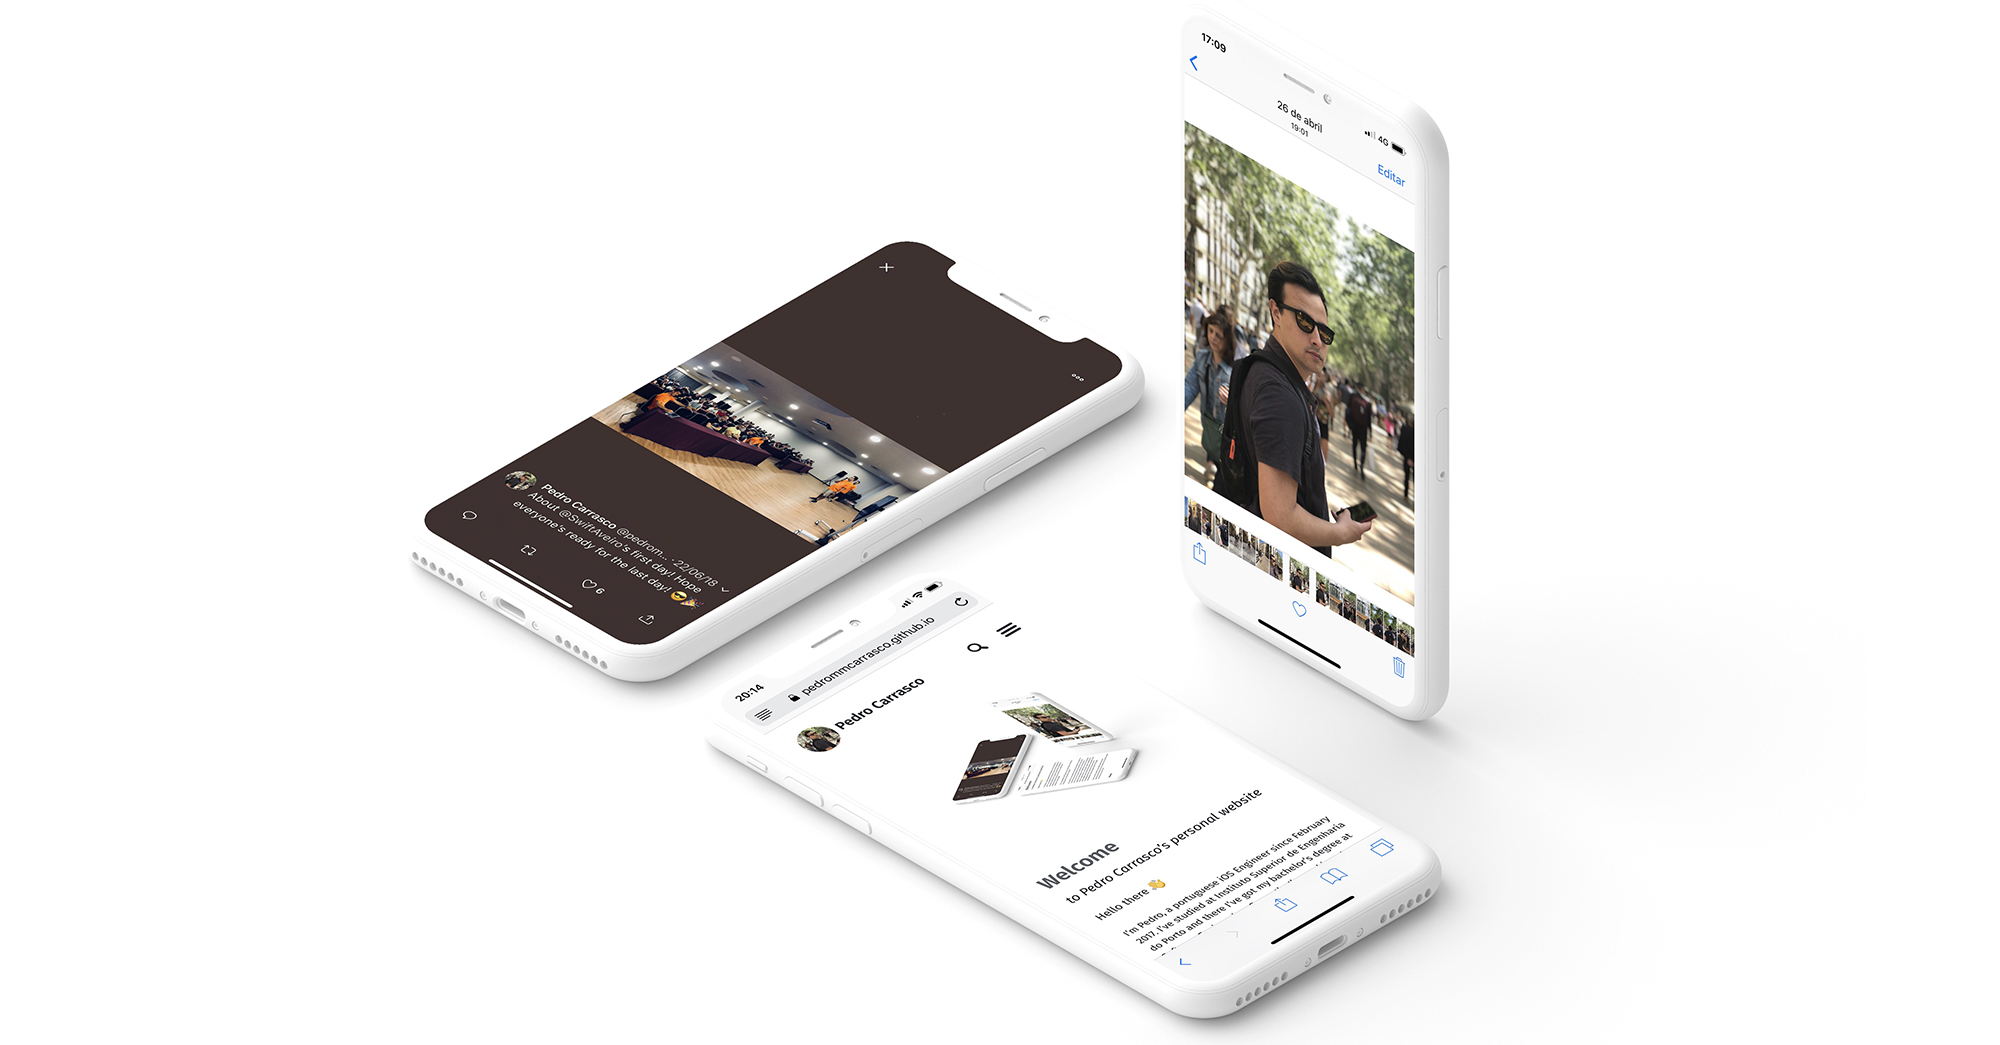 17:09
26 de abril
19:01
4G
Editar
Pedro Carrasco @pedrom... · 22/06/18
About @SwiftAveiro's first day! Hope
everyone's ready for the last day! 😎🎉
6
20:14
pedrommcarrasco.github.io
Pedro Carrasco
Welcome
to Pedro Carrasco's personal website
Hello there 👋
I'm Pedro, a portuguese iOS Engineer since February
2017. I've studied at Instituto Superior de Engenharia
do Porto and there I've got my bachelor's degree at